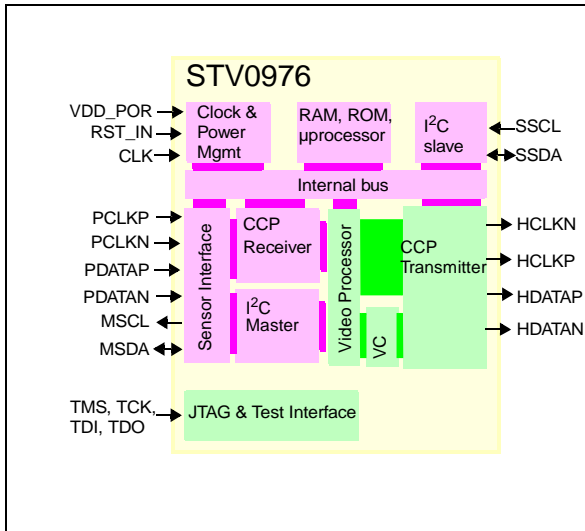 STV0976
VDD_POR
RST_IN
CLK
Clock &
Power
Mgmt
RAM, ROM,
µprocessor
I²C
slave
SSCL
SSDA
Internal bus
PCLKP
PCLKN
PDATAP
PDATAN
MSCL
MSDA
Sensor Interface
CCP
Receiver
I²C
Master
Video Processor
VC
CCP
Transmitter
HCLKN
HCLKP
HDATAP
HDATAN
TMS, TCK,
TDI, TDO
JTAG & Test Interface